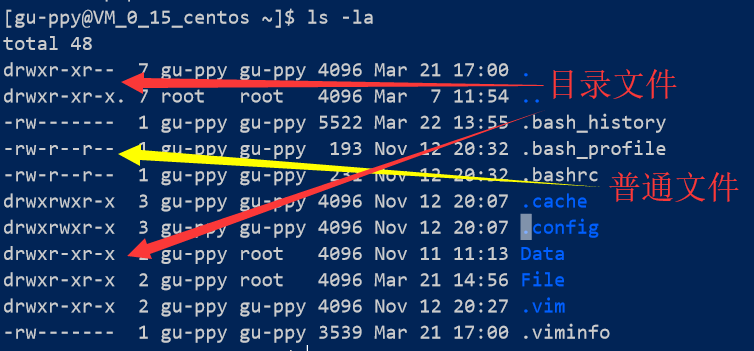 [gu-ppy@VM_0_15_centos ~]$ ls -la
total 48
drwxr-xr-- 7 gu-ppy gu-ppy 4096 Mar 21 17:00 .
drwxr-xr-x. 7 root root 4096 Mar 7 11:54 ..
目录文件
-rw------- 1 gu-ppy gu-ppy 5522 Mar 22 13:55 .bash_history
-rw-r--r-- 1 gu-ppy gu-ppy 193 Nov 12 20:32 .bash_profile
-rw-r--r-- 1 gu-ppy gu-ppy 231 Nov 12 20:32 .bashrc
普通文件
drwxrwxr-x 3 gu-ppy gu-ppy 4096 Nov 12 20:07 .cache
drwxrwxr-x 3 gu-ppy gu-ppy 4096 Nov 12 20:07 .config
drwxr-xr-x gu-ppy root 4096 Nov 11 11:13 Data
drwxr-xr-x 2 gu-ppy root 4096 Mar 21 14:56 File
drwxr-xr-x 2 gu-ppy gu-ppy 4096 Nov 12 20:27 .vim
-rw------- 1 gu-ppy gu-ppy 3539 Mar 21 17:00 .viminfo